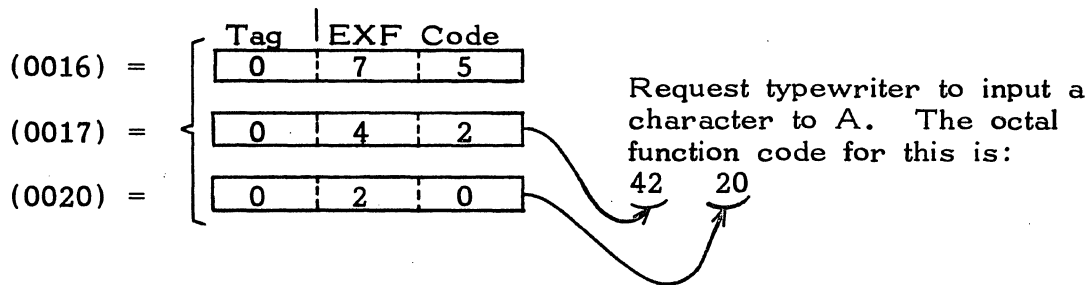 Tag EXF Code
(0016) = 0 7 5
(0017) = 0 4 2
(0020) = 0 2 0
Request typewriter to input a
character to A. The octal
function code for this is:
42 20